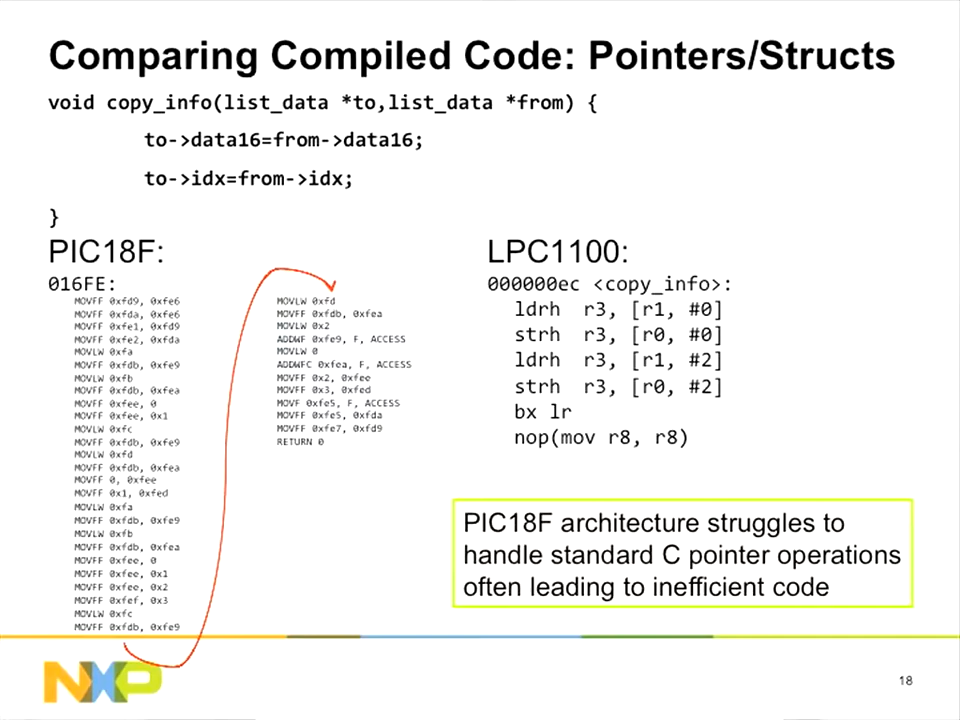 Comparing Compiled Code: Pointers/Structs
void copy_info(list_data *to,list_data *from) {
to->data16=from->data16;
to->idx=from->idx;
}
PIC18F:
016FE:
MOVFF 0xfd9, 0xfe6
MOVFF 0xfda, 0xfe6
MOVFF 0xfe1, 0xfd9
MOVFF 0xfe2, 0xfda
MOVLW 0xfa
MOVFF 0xfdb, 0xfe9
MOVLW 0xfb
MOVFF 0xfdb, 0xfea
MOVFF 0xfee, 0
MOVFF 0xfee, 0x1
MOVLW 0xfc
MOVFF 0xfdb, 0xfe9
MOVLW 0xfd
MOVFF 0xfdb, 0xfea
MOVFF 0, 0xfee
MOVFF 0x1, 0xfed
MOVLW 0xfa
MOVFF 0xfdb, 0xfe9
MOVLW 0xfb
MOVFF 0xfdb, 0xfea
MOVFF 0xfee, 0
MOVFF 0xfee, 0x1
MOVFF 0xfee, 0x2
MOVFF 0xfef, 0x3
MOVLW 0xfc
MOVFF 0xfdb, 0xfe9
MOVLW 0xfd
MOVFF 0xfdb, 0xfea
MOVLW 0x2
ADDWF 0xfe9, F, ACCESS
MOVLW 0
ADDWFC 0xfea, F, ACCESS
MOVFF 0x2, 0xfee
MOVFF 0x3, 0xfed
MOVF 0xfe5, F, ACCESS
MOVFF 0xfe5, 0xfda
MOVFF 0xfe7, 0xfd9
RETURN 0
LPC1100:
000000ec <copy_info>:
ldrh r3, [r1, #0]
strh r3, [r0, #0]
ldrh r3, [r1, #2]
strh r3, [r0, #2]
bx lr
nop(mov r8, r8)
PIC18F architecture struggles to
handle standard C pointer operations
often leading to inefficient code
NXP
18